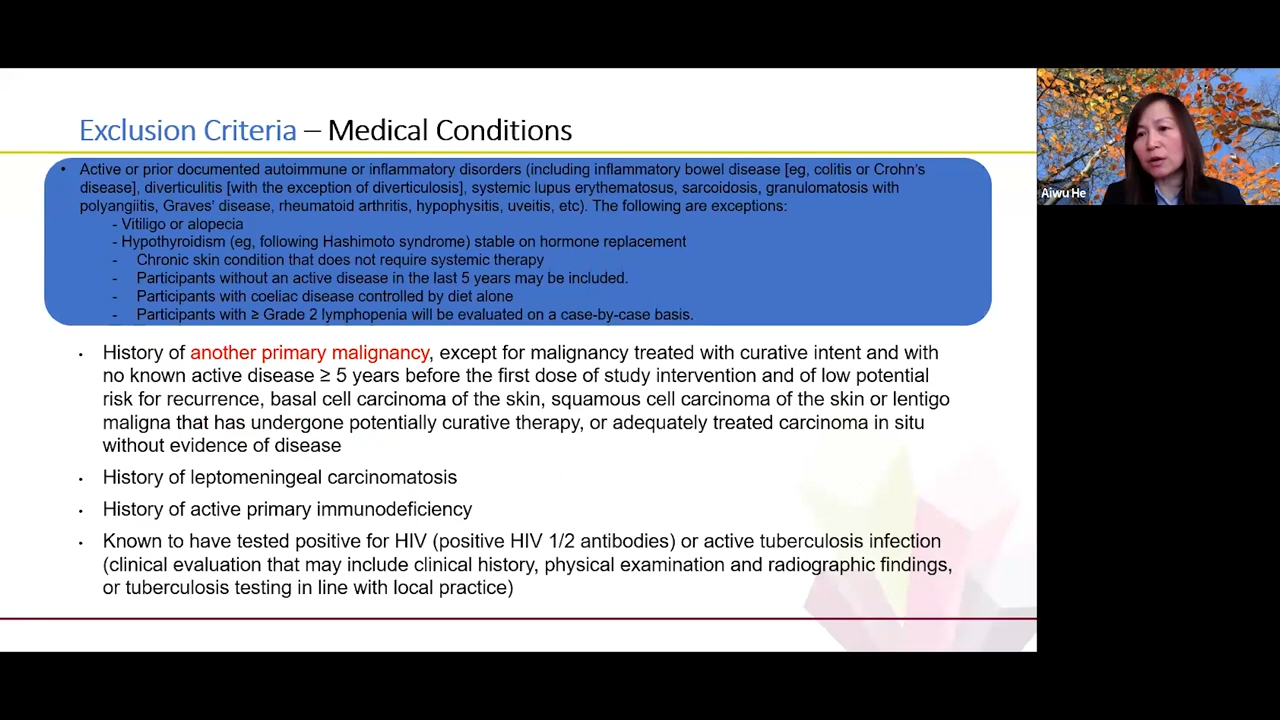 Exclusion Criteria – Medical Conditions
• Active or prior documented autoimmune or inflammatory disorders (including inflammatory bowel disease [eg, colitis or Crohn's
disease], diverticulitis [with the exception of diverticulosis], systemic lupus erythematosus, sarcoidosis, granulomatosis with
polyangiitis, Graves' disease, rheumatoid arthritis, hypophysitis, uveitis, etc). The following are exceptions:
- Vitiligo or alopecia
- Hypothyroidism (eg, following Hashimoto syndrome) stable on hormone replacement
- Chronic skin condition that does not require systemic therapy
- Participants without an active disease in the last 5 years may be included.
- Participants with coeliac disease controlled by diet alone
- Participants with ≥ Grade 2 lymphopenia will be evaluated on a case-by-case basis.
• History of another primary malignancy, except for malignancy treated with curative intent and with
no known active disease ≥ 5 years before the first dose of study intervention and of low potential
risk for recurrence, basal cell carcinoma of the skin, squamous cell carcinoma of the skin or lentigo
maligna that has undergone potentially curative therapy, or adequately treated carcinoma in situ
without evidence of disease
• History of leptomeningeal carcinomatosis
• History of active primary immunodeficiency
• Known to have tested positive for HIV (positive HIV 1/2 antibodies) or active tuberculosis infection
(clinical evaluation that may include clinical history, physical examination and radiographic findings,
or tuberculosis testing in line with local practice)
Aiwu He